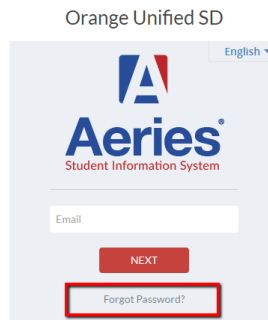 Orange Unified SD
English
Aeries®
Student Information System
Email
NEXT
Forgot Password?